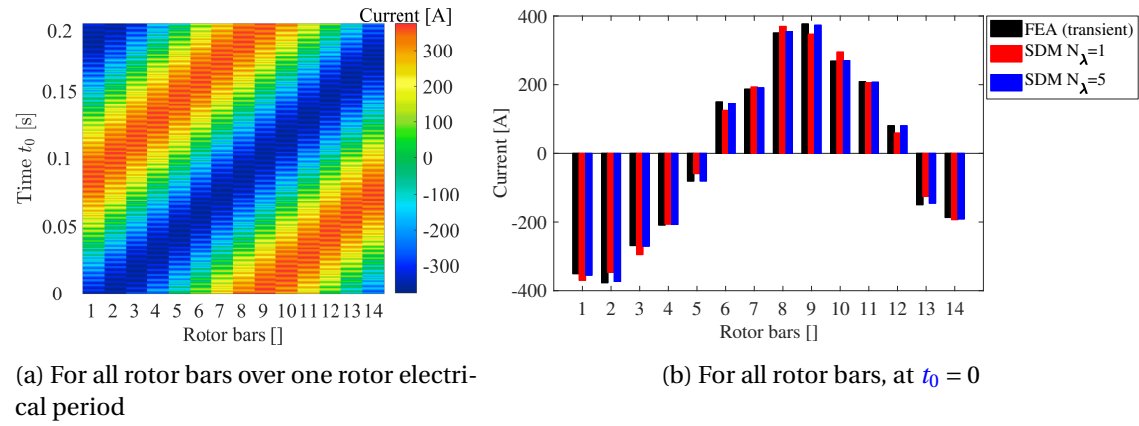 Current [A]
0.2
0.15
0.1
0.05
0
Time t₀ [s]
1 2 3 4 5 6 7 8 9 10 11 12 13 14
Rotor bars []
300
200
100
0
-100
-200
-300
400
200
0
-200
-400
Current [A]
1 2 3 4 5 6 7 8 9 10 11 12 13 14
Rotor bars []
FEA (transient)
SDM N_λ=1
SDM N_λ=5
(a) For all rotor bars over one rotor electri-
cal period
(b) For all rotor bars, at t₀ = 0